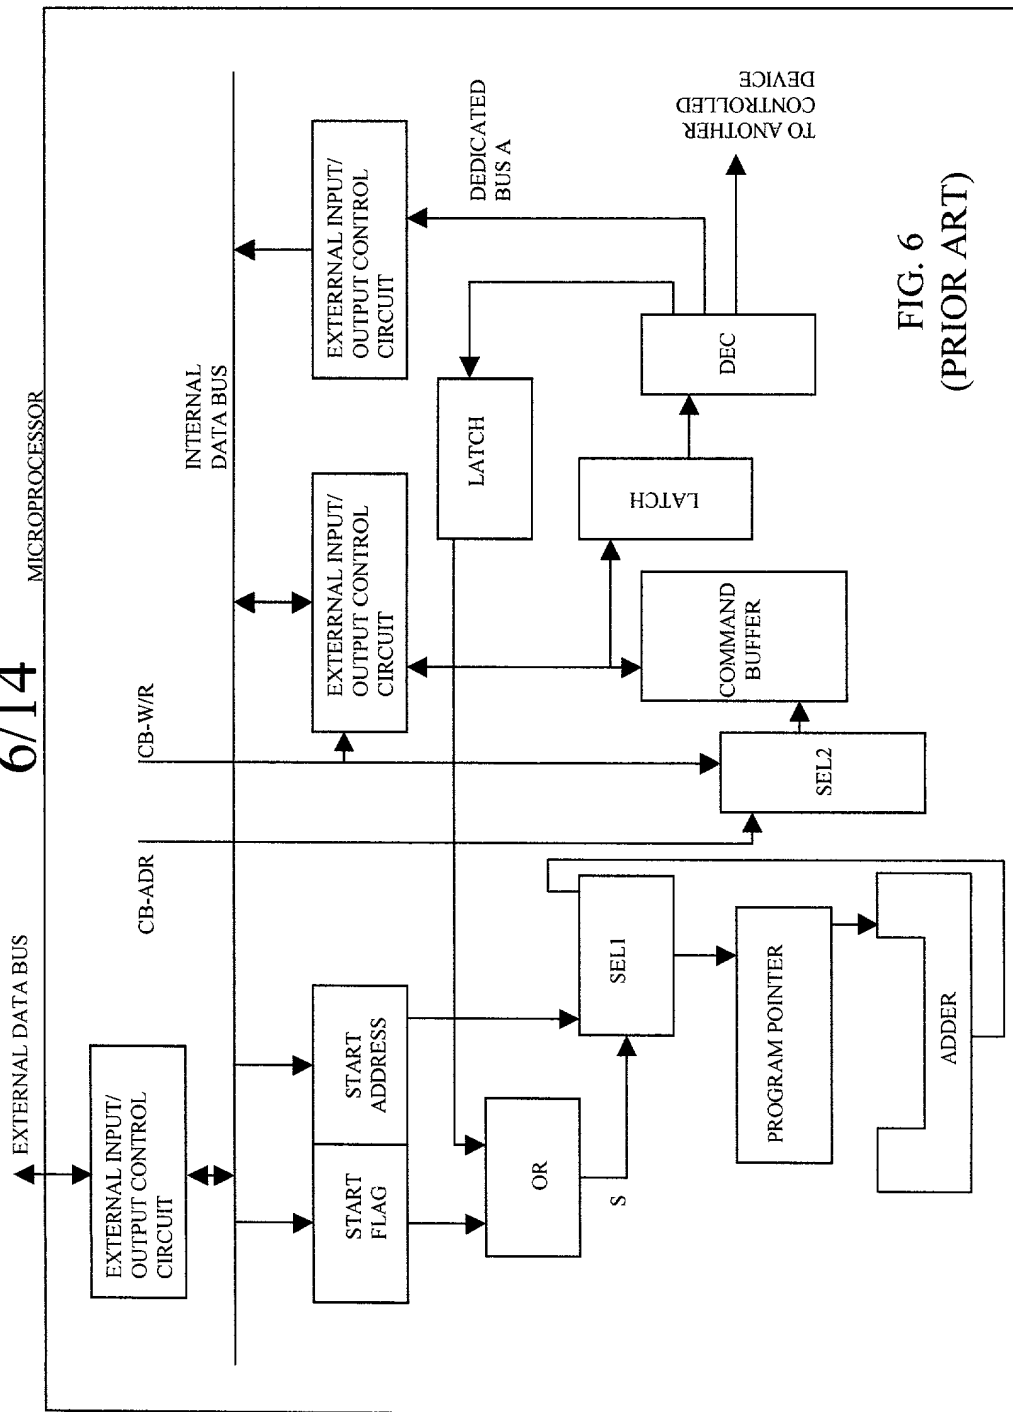 6/14
MICROPROCESSOR
EXTERNAL DATA BUS
EXTERNAL INPUT/
OUTPUT CONTROL
CIRCUIT
CB-ADR
CB-W/R
INTERNAL
DATA BUS
START
FLAG
START
ADDRESS
EXTERRNAL INPUT/
OUTPUT CONTROL
CIRCUIT
EXTERRNAL INPUT/
OUTPUT CONTROL
CIRCUIT
OR
S
SEL1
LATCH
DEDICATED
BUS A
PROGRAM POINTER
SEL2
COMMAND
BUFFER
LATCH
DEC
TO ANOTHER
CONTROLLED
DEVICE
ADDER
FIG. 6
(PRIOR ART)